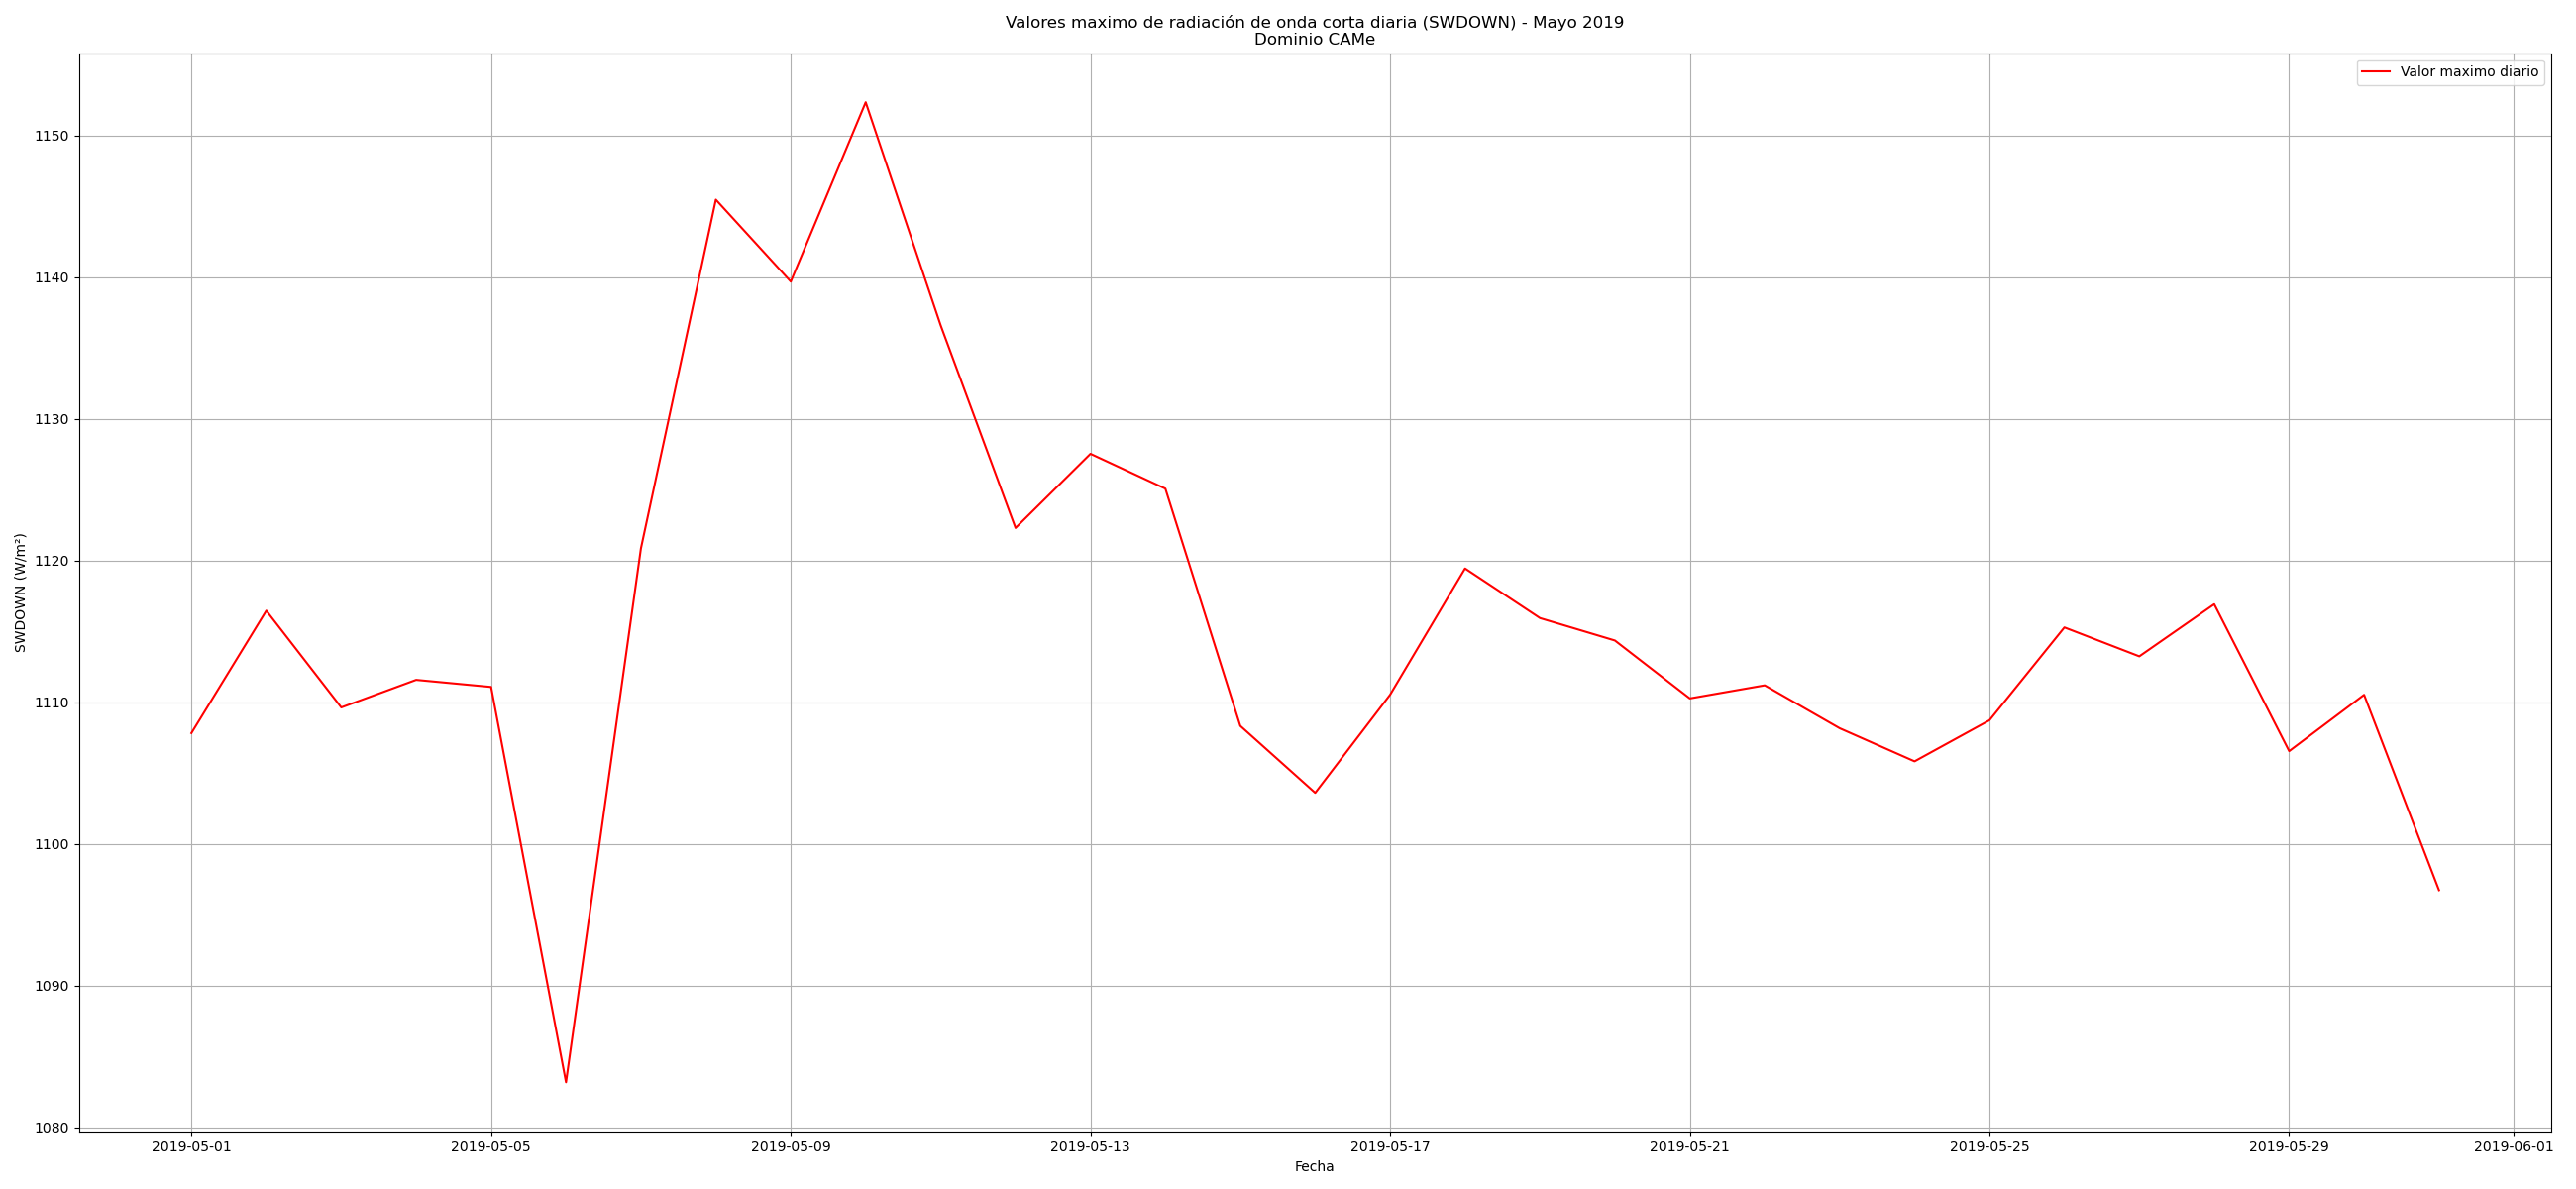 Valores maximo de radiación de onda corta diaria (SWDOWN) - Mayo 2019
Dominio CAMe
Valor maximo diario
1150
1140
1130
1120
1110
1100
1090
1080
SWDOWN (W/m²)
2019-05-01 2019-05-05 2019-05-09 2019-05-13 2019-05-17 2019-05-21 2019-05-25 2019-05-29 2019-06-01
Fecha